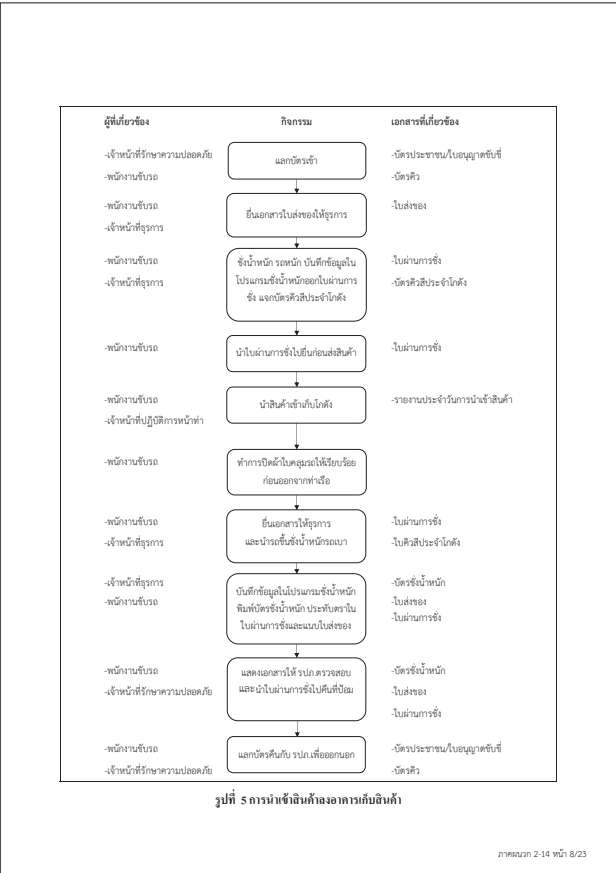 ผู้ที่เกี่ยวข้อง กิจกรรม เอกสารที่เกี่ยวข้อง
-เจ้าหน้าที่รักษาความปลอดภัย
-พนักงานขับรถ
แลกบัตรเข้า
-บัตรประชาชน/ใบอนุญาตขับขี่
-บัตรคิว
-พนักงานขับรถ
-เจ้าหน้าที่ธุรการ
ยื่นเอกสารใบส่งของให้ธุรการ
-ใบส่งของ
-พนักงานขับรถ
-เจ้าหน้าที่ธุรการ
ชั่งน้ำหนัก รถหนัก บันทึกข้อมูลใน
โปรแกรมชั่งน้ำหนักออกใบผ่านการ
ชั่ง แจกบัตรคิวสีประจำโกดัง
-ใบผ่านการชั่ง
-บัตรคิวสีประจำโกดัง
-พนักงานขับรถ
นำใบผ่านการชั่งไปยื่นก่อนส่งสินค้า
-ใบผ่านการชั่ง
-พนักงานขับรถ
-เจ้าหน้าที่ปฏิบัติการหน้าท่า
นำสินค้าเข้าเก็บโกดัง
-รายงานประจำวันการนำเข้าสินค้า
-พนักงานขับรถ
ทำการปิดผ้าใบคลุมรถให้เรียบร้อย
ก่อนออกจากท่าเรือ
-พนักงานขับรถ
-เจ้าหน้าที่ธุรการ
ยื่นเอกสารให้ธุรการ
และนำรถขึ้นชั่งน้ำหนักรถเบา
-ใบผ่านการชั่ง
-ใบคิวสีประจำโกดัง
-เจ้าหน้าที่ธุรการ
-พนักงานขับรถ
บันทึกข้อมูลในโปรแกรมชั่งน้ำหนัก
พิมพ์บัตรชั่งน้ำหนัก ประทับตราใน
ใบผ่านการชั่งและแนบใบส่งของ
-บัตรชั่งน้ำหนัก
-ใบส่งของ
-ใบผ่านการชั่ง
-พนักงานขับรถ
-เจ้าหน้าที่รักษาความปลอดภัย
แสดงเอกสารให้ รปภ.ตรวจสอบ
และนำใบผ่านการชั่งไปคืนที่ป้อม
-บัตรชั่งน้ำหนัก
-ใบส่งของ
-ใบผ่านการชั่ง
-พนักงานขับรถ
-เจ้าหน้าที่รักษาความปลอดภัย
แลกบัตรคืนกับ รปภ.เพื่อออกนอก
-บัตรประชาชน/ใบอนุญาตขับขี่
-บัตรคิว
รูปที่ 5 การนำเข้าสินค้าลงอาคารเก็บสินค้า
ภาคผนวก 2-14 หน้า 8/23